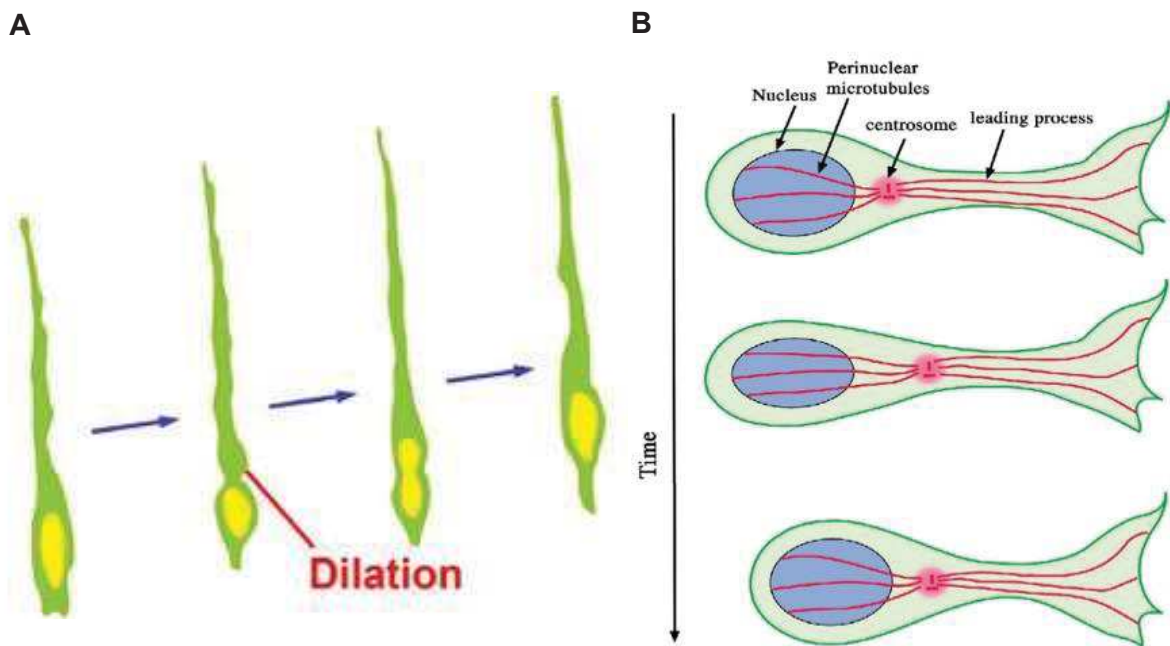 A
Dilation
B
Nucleus
Perinuclear
microtubules
centrosome
leading process
Time